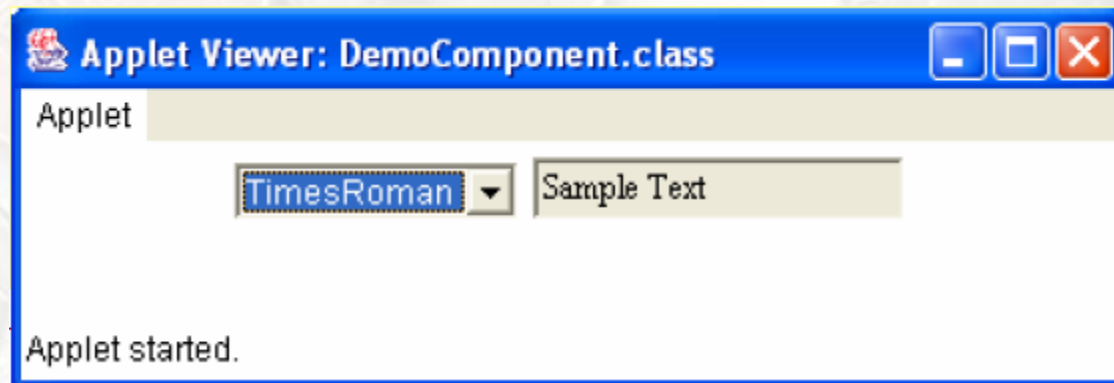 Applet Viewer: DemoComponent.class
Applet
TimesRoman Sample Text
Applet started.